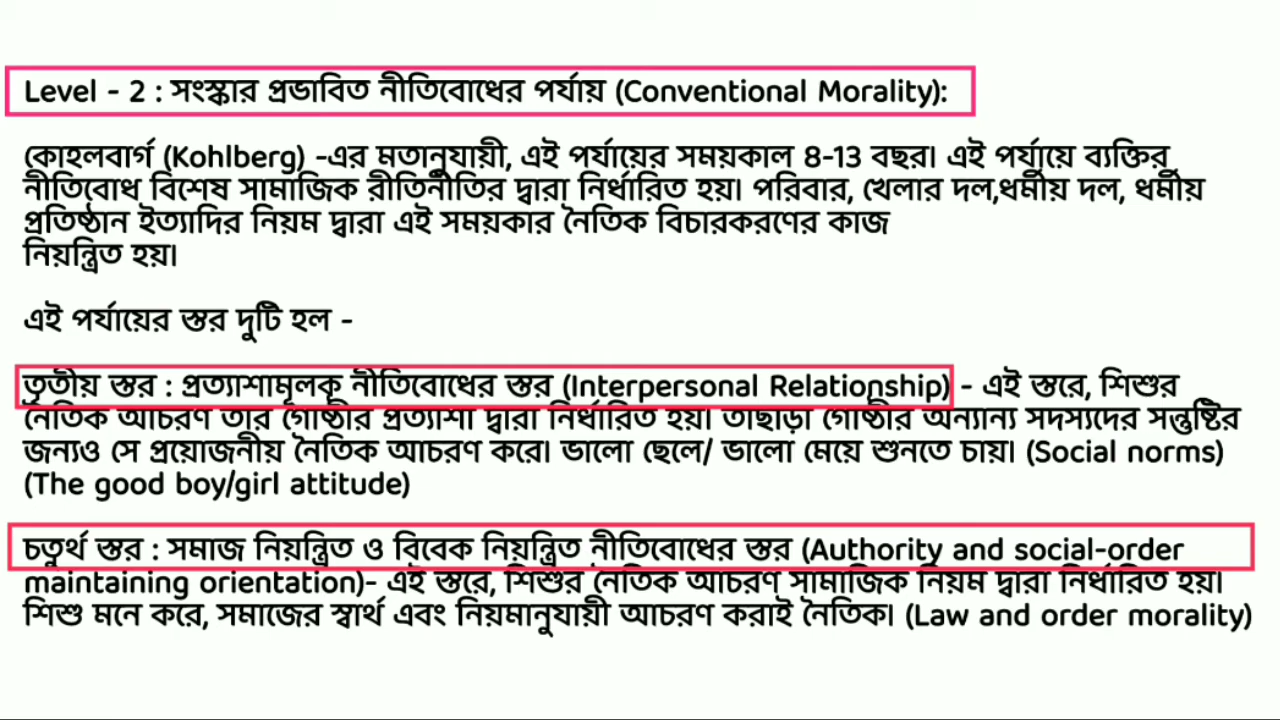 Level - 2 : সংস্কার প্রভাবিত নীতিবোধের পর্যায় (Conventional Morality):
কোহলবার্গ (Kohlberg) -এর মতানুযায়ী, এই পর্যায়ের সময়কাল 8-13 বছর। এই পর্যায়ে ব্যক্তির
নীতিবোধ বিশেষ সামাজিক রীতিনীতির দ্বারা নির্ধারিত হয়। পরিবার, খেলার দল,ধর্মীয় দল, ধর্মীয়
প্রতিষ্ঠান ইত্যাদির নিয়ম দ্বারা এই সময়কার নৈতিক বিচারকরণের কাজ
নিয়ন্ত্রিত হয়।
এই পর্যায়ের স্তর দুটি হল -
তৃতীয় স্তর : প্রত্যাশামূলক নীতিবোধের স্তর (Interpersonal Relationship) - এই স্তরে, শিশুর
নৈতিক আচরণ তার গোষ্ঠীর প্রত্যাশা দ্বারা নির্ধারিত হয়। তাছাড়া গোষ্ঠীর অন্যান্য সদস্যদের সন্তুষ্টির
জন্যও সে প্রয়োজনীয় নৈতিক আচরণ করে। ভালো ছেলে/ ভালো মেয়ে শুনতে চায়। (Social norms)
(The good boy/girl attitude)
চতুর্থ স্তর : সমাজ নিয়ন্ত্রিত ও বিবেক নিয়ন্ত্রিত নীতিবোধের স্তর (Authority and social-order
maintaining orientation)- এই স্তরে, শিশুর নৈতিক আচরণ সামাজিক নিয়ম দ্বারা নির্ধারিত হয়।
শিশু মনে করে, সমাজের স্বার্থ এবং নিয়মানুযায়ী আচরণ করাই নৈতিক। (Law and order morality)